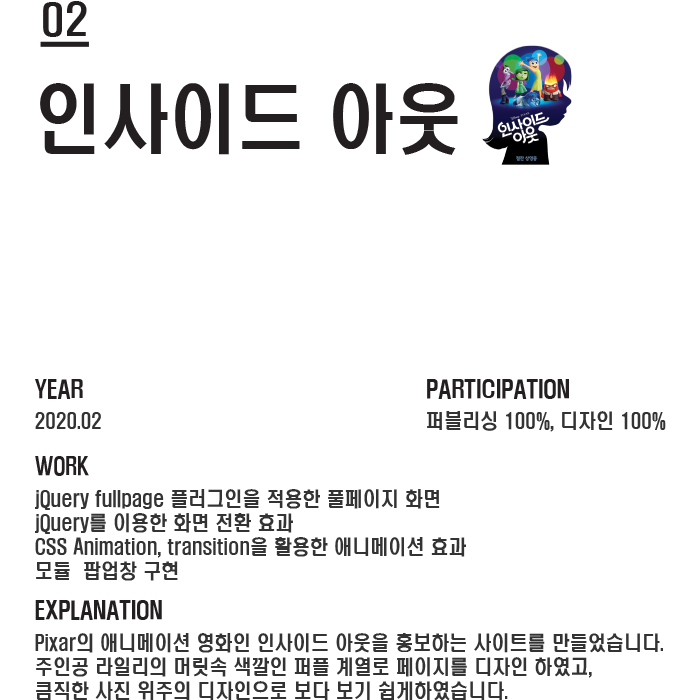 02
인사이드 아웃
인사이드
아웃
YEAR
2020.02
PARTICIPATION
퍼블리싱 100%, 디자인 100%
WORK
jQuery fullpage 플러그인을 적용한 풀페이지 화면
jQuery를 이용한 화면 전환 효과
CSS Animation, transition을 활용한 애니메이션 효과
모듈 팝업창 구현
EXPLANATION
Pixar의 애니메이션 영화인 인사이드 아웃을 홍보하는 사이트를 만들었습니다.
주인공 라일리의 머릿속 색깔인 퍼플 계열로 페이지를 디자인 하였고,
큼직한 사진 위주의 디자인으로 보다 보기 쉽게하였습니다.